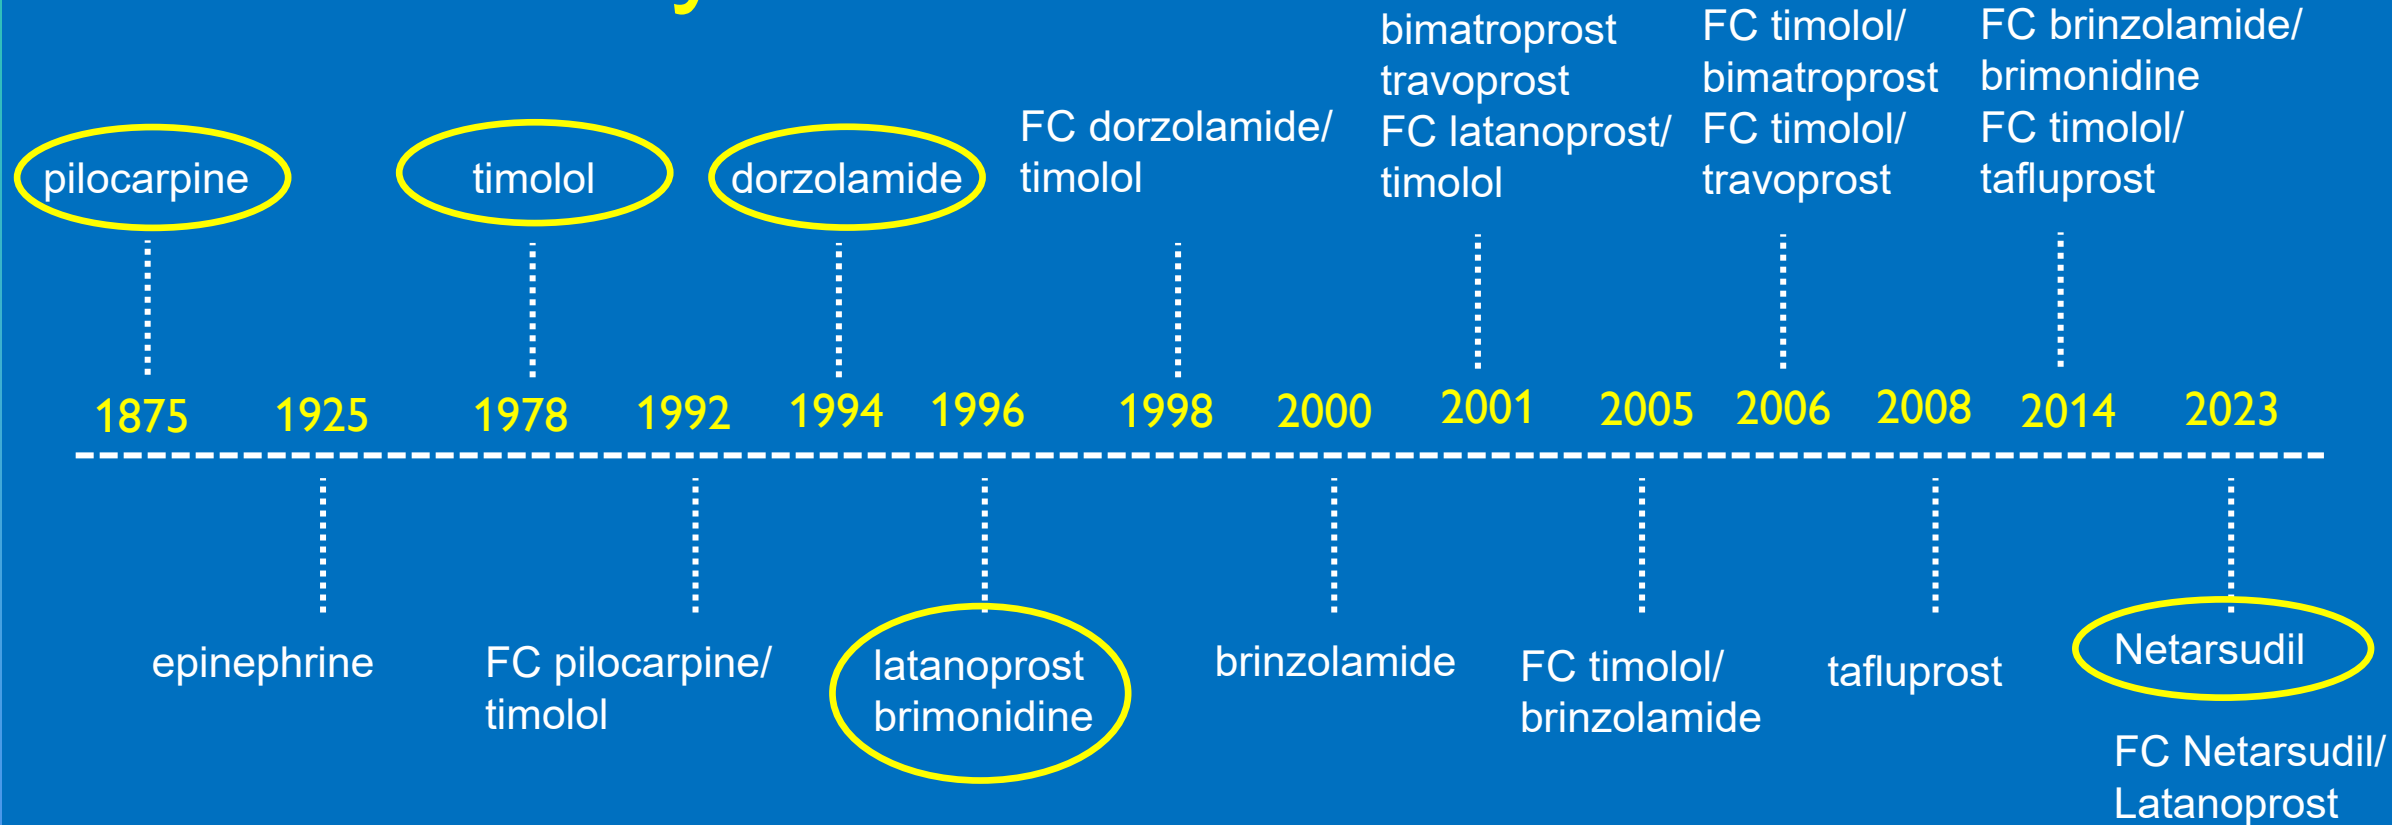 bimatroprost
travoprost
FC latanoprost/
timolol
FC timolol/
bimatroprost
FC timolol/
travoprost
FC brinzolamide/
brimonidine
FC timolol/
tafluprost
pilocarpine
timolol
dorzolamide
FC dorzolamide/
timolol
1875 1925 1978 1992 1994 1996 1998 2000 2001 2005 2006 2008 2014 2023
epinephrine
FC pilocarpine/
timolol
latanoprost
brimonidine
brinzolamide
FC timolol/
brinzolamide
tafluprost
Netarsudil
FC Netarsudil/
Latanoprost